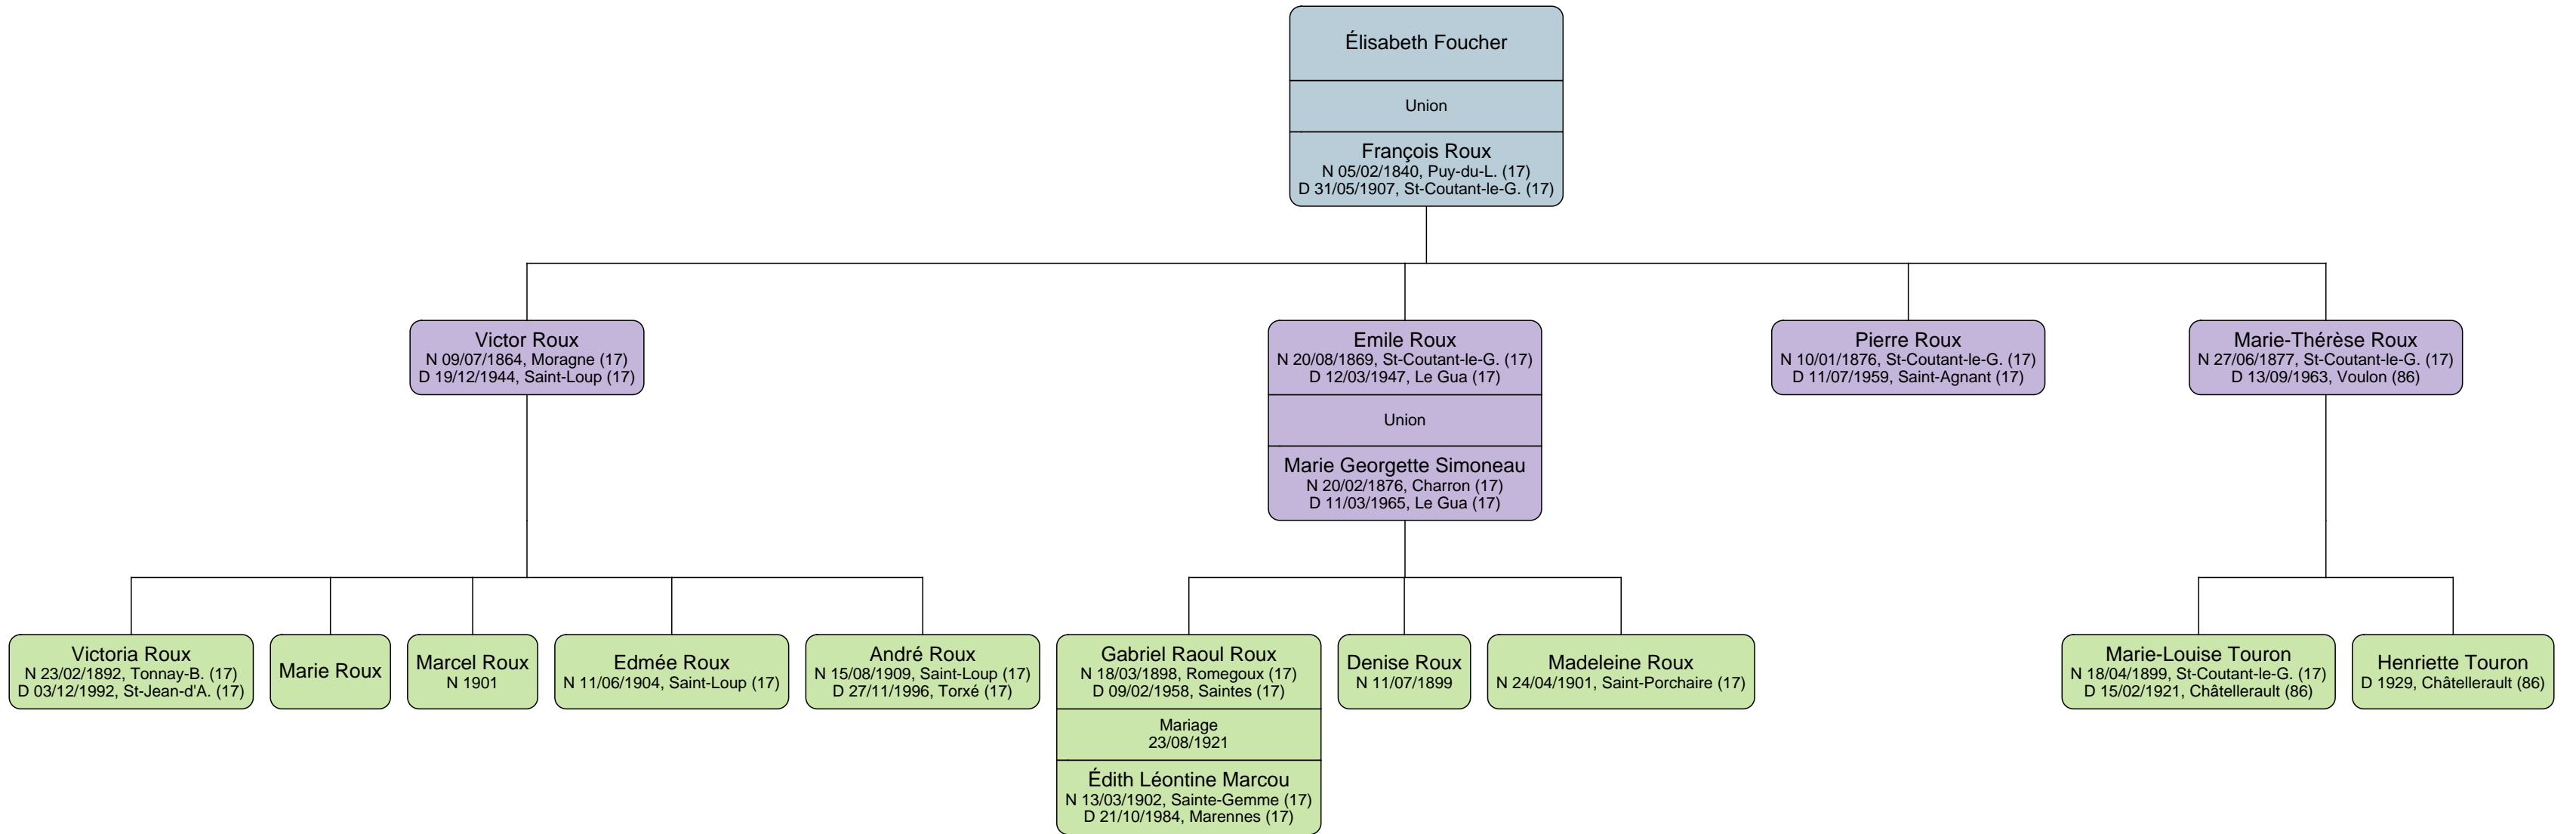 Élisabeth Foucher
Union
François Roux
N 05/02/1840, Puy-du-L. (17)
D 31/05/1907, St-Coutant-le-G. (17)
Victor Roux
N 09/07/1864, Moragne (17)
D 19/12/1944, Saint-Loup (17)
Emile Roux
N 20/08/1869, St-Coutant-le-G. (17)
D 12/03/1947, Le Gua (17)
Union
Marie Georgette Simoneau
N 20/02/1876, Charron (17)
D 11/03/1965, Le Gua (17)
Pierre Roux
N 10/01/1876, St-Coutant-le-G. (17)
D 11/07/1959, Saint-Agnant (17)
Marie-Thérèse Roux
N 27/06/1877, St-Coutant-le-G. (17)
D 13/09/1963, Voulon (86)
Victoria Roux
N 23/02/1892, Tonnay-B. (17)
D 03/12/1992, St-Jean-d'A. (17)
Marie Roux
Marcel Roux
N 1901
Edmée Roux
N 11/06/1904, Saint-Loup (17)
André Roux
N 15/08/1909, Saint-Loup (17)
D 27/11/1996, Torxé (17)
Gabriel Raoul Roux
N 18/03/1898, Romegoux (17)
D 09/02/1958, Saintes (17)
Mariage
23/08/1921
Édith Léontine Marcou
N 13/03/1902, Sainte-Gemme (17)
D 21/10/1984, Marennes (17)
Denise Roux
N 11/07/1899
Madeleine Roux
N 24/04/1901, Saint-Porchaire (17)
Marie-Louise Touron
N 18/04/1899, St-Coutant-le-G. (17)
D 15/02/1921, Châtellerault (86)
Henriette Touron
D 1929, Châtellerault (86)